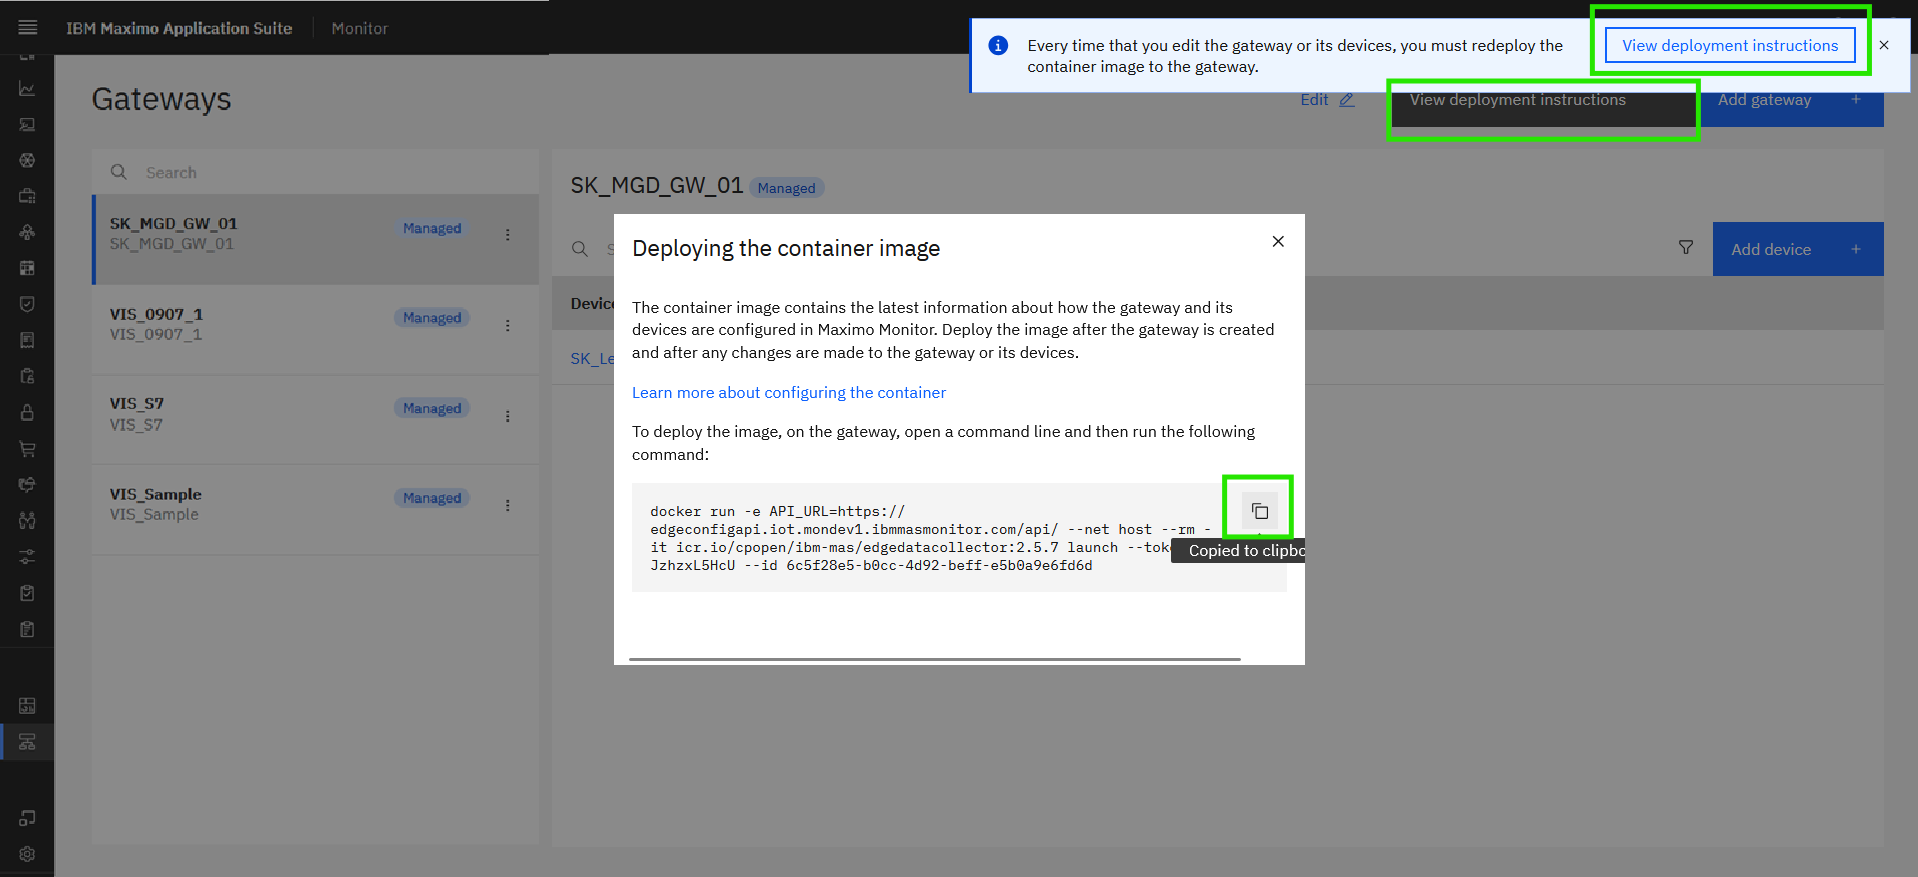 IBM Maximo Application Suite
Monitor
Every time that you edit the gateway or its devices, you must redeploy the
container image to the gateway.
View deployment instructions
Gateways
Edit
View deployment instructions
Add gateway +
Search
SK_MGD_GW_01
SK_MGD_GW_01
Managed
VIS_0907_1
VIS_0907_1
Managed
VIS_S7
VIS_S7
Managed
VIS_Sample
VIS_Sample
Managed
SK_MGD_GW_01
Managed
Add device +
Deploying the container image
The container image contains the latest information about how the gateway and its
devices are configured in Maximo Monitor. Deploy the image after the gateway is created
and after any changes are made to the gateway or its devices.
Learn more about configuring the container
To deploy the image, on the gateway, open a command line and then run the following
command:
docker run -e API_URL=https://
edgeconfigapi.iot.mondev1.ibmmasmonitor.com/api/ --net host --rm -
it icr.io/cpopen/ibm-mas/edgedatacollector:2.5.7 launch
JzhzxL5HcU --id 6c5f28e5-b0cc-4d92-beff-e5b0a9e6fd6d
Copied to